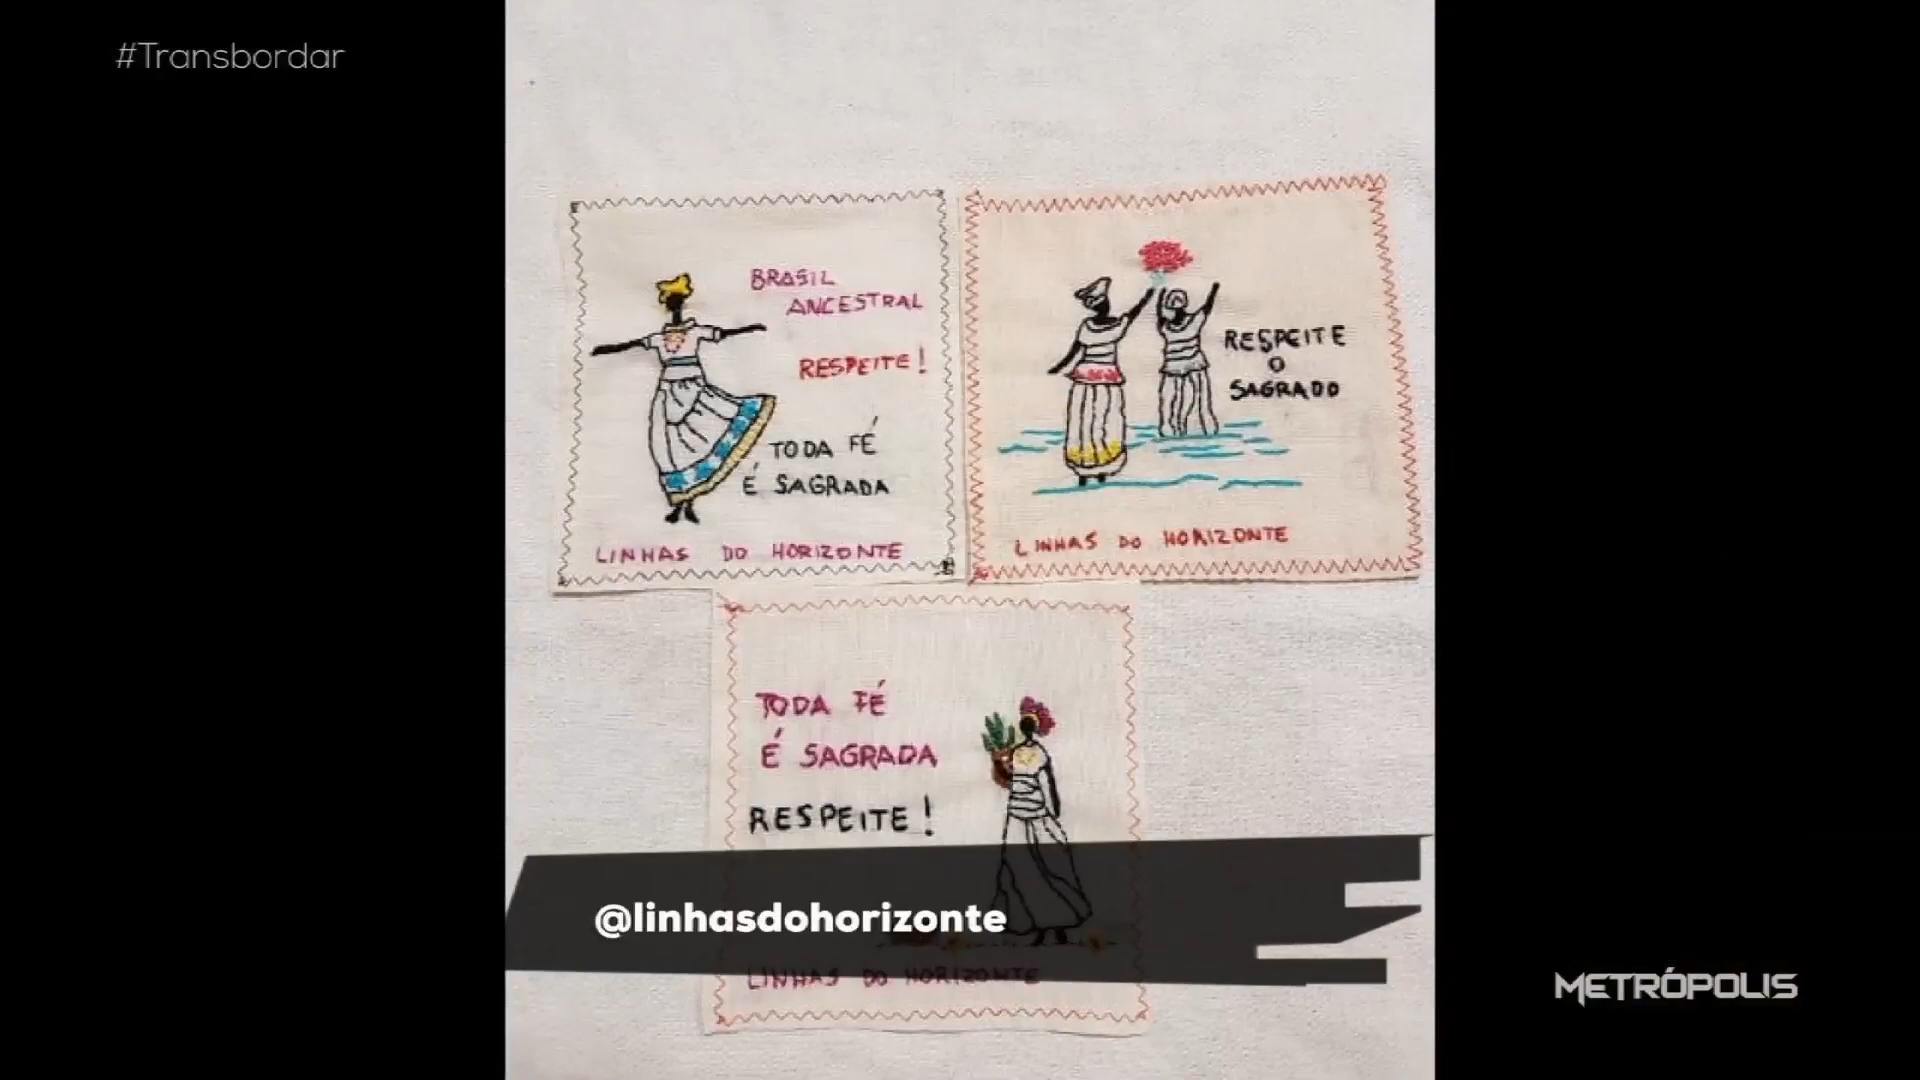 #Transbordar
BRASIL
ANCESTRAL
RESPEITE!
TODA FÉ
É SAGRADA
LINHAS DO HORIZONTE
RESPEITE
O
SAGRADO
LINHAS DO HORIZONTE
TODA FÉ
É SAGRADA
RESPEITE!
@linhasdohorizonte
LINHAS DO HORIZONTE
METRÓPOLIS